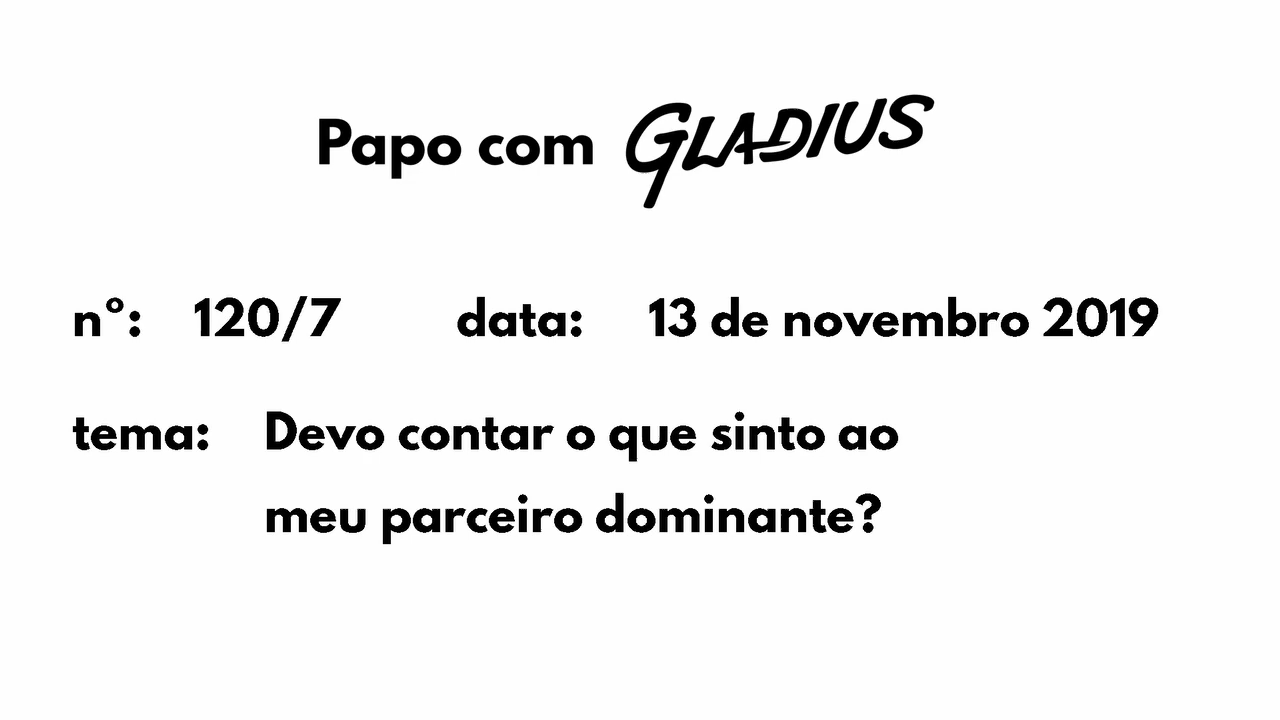 Papo com GLADIUS
nº: 120/7 data: 13 de novembro 2019
tema: Devo contar o que sinto ao
meu parceiro dominante?